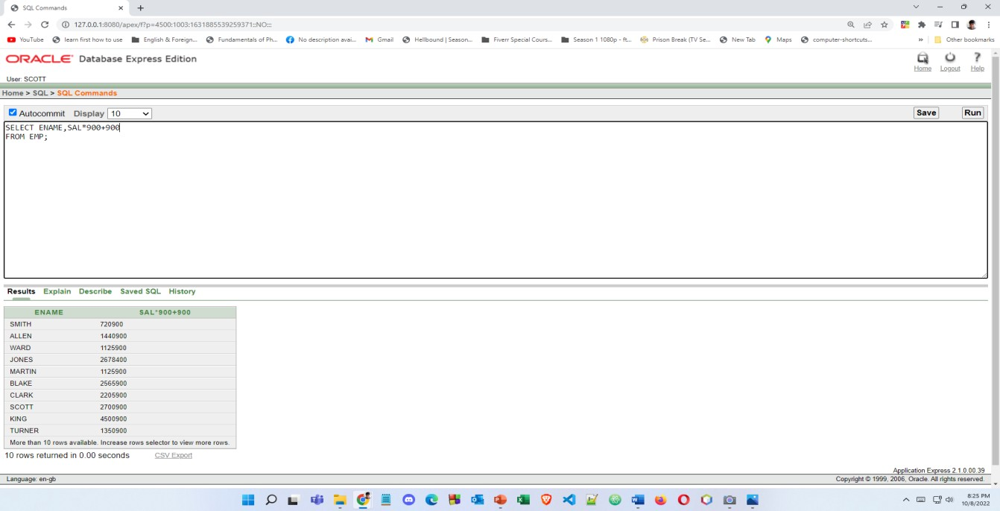 SQL Commands
127.0.0.1:8080/apex/f?p=4500:1003:1631885539259371::NO:::
YouTube learn first how to use English & Foreign... Fundamentals of Ph... No description avai... Gmail Hellbound | Season... Fiverr Special Cours... Season 1 1080p - ft... Prison Break (TV Se... New Tab Maps computer-shortcuts... » Other bookmarks
ORACLE Database Express Edition
Home Logout Help
User: SCOTT
Home > SQL > SQL Commands
Autocommit Display 10 Save Run
SELECT ENAME,SAL*900+900
FROM EMP;
Results Explain Describe Saved SQL History
ENAME SAL*900+900
SMITH 720900
ALLEN 1440900
WARD 1125900
JONES 2678400
MARTIN 1125900
BLAKE 2565900
CLARK 2205900
SCOTT 2700900
KING 4500900
TURNER 1350900
More than 10 rows available. Increase rows selector to view more rows.
10 rows returned in 0.00 seconds CSV Export
Application Express 2.1.0.00.39
Language: en-gb Copyright © 1999, 2006, Oracle. All rights reserved.
8:25 PM
10/8/2022